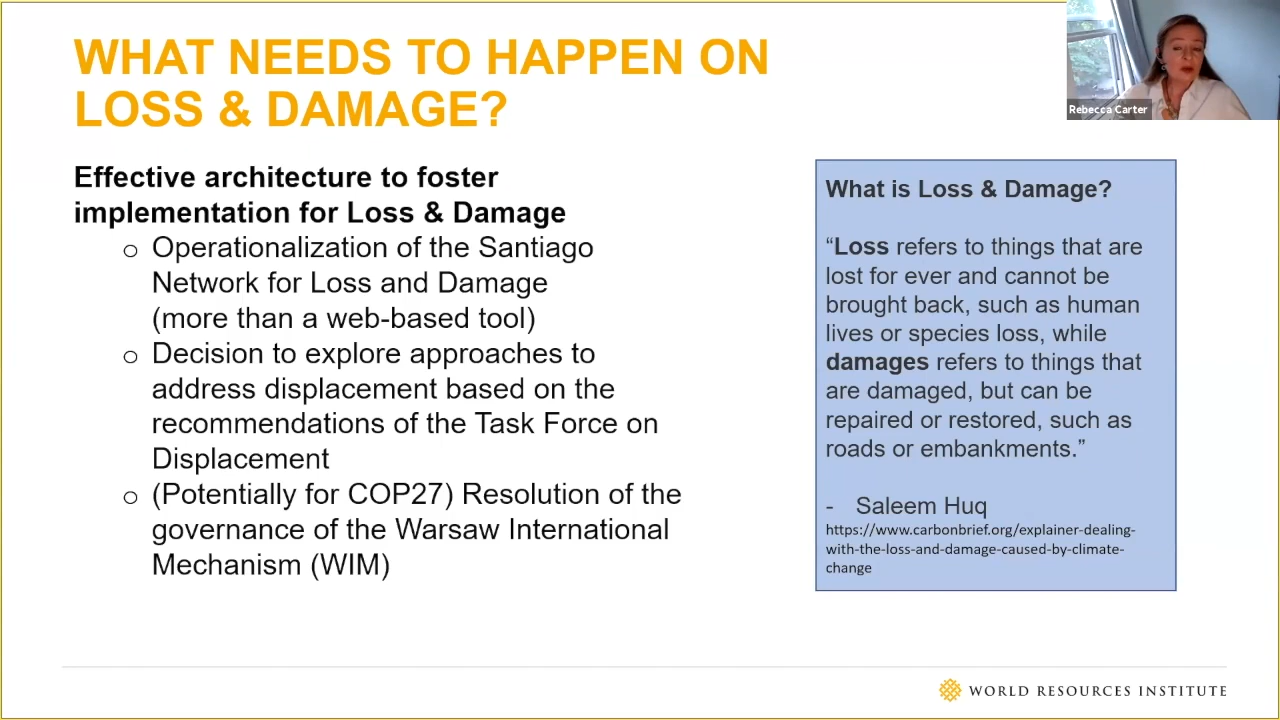 WHAT NEEDS TO HAPPEN ON
LOSS & DAMAGE?
Rebecca Carter
Effective architecture to foster
implementation for Loss & Damage
o Operationalization of the Santiago
Network for Loss and Damage
(more than a web-based tool)
o Decision to explore approaches to
address displacement based on the
recommendations of the Task Force on
Displacement
o (Potentially for COP27) Resolution of the
governance of the Warsaw International
Mechanism (WIM)
What is Loss & Damage?
“Loss refers to things that are
lost for ever and cannot be
brought back, such as human
lives or species loss, while
damages refers to things that
are damaged, but can be
repaired or restored, such as
roads or embankments.”
- Saleem Huq
https://www.carbonbrief.org/explainer-dealing-
with-the-loss-and-damage-caused-by-climate-
change
WORLD RESOURCES INSTITUTE